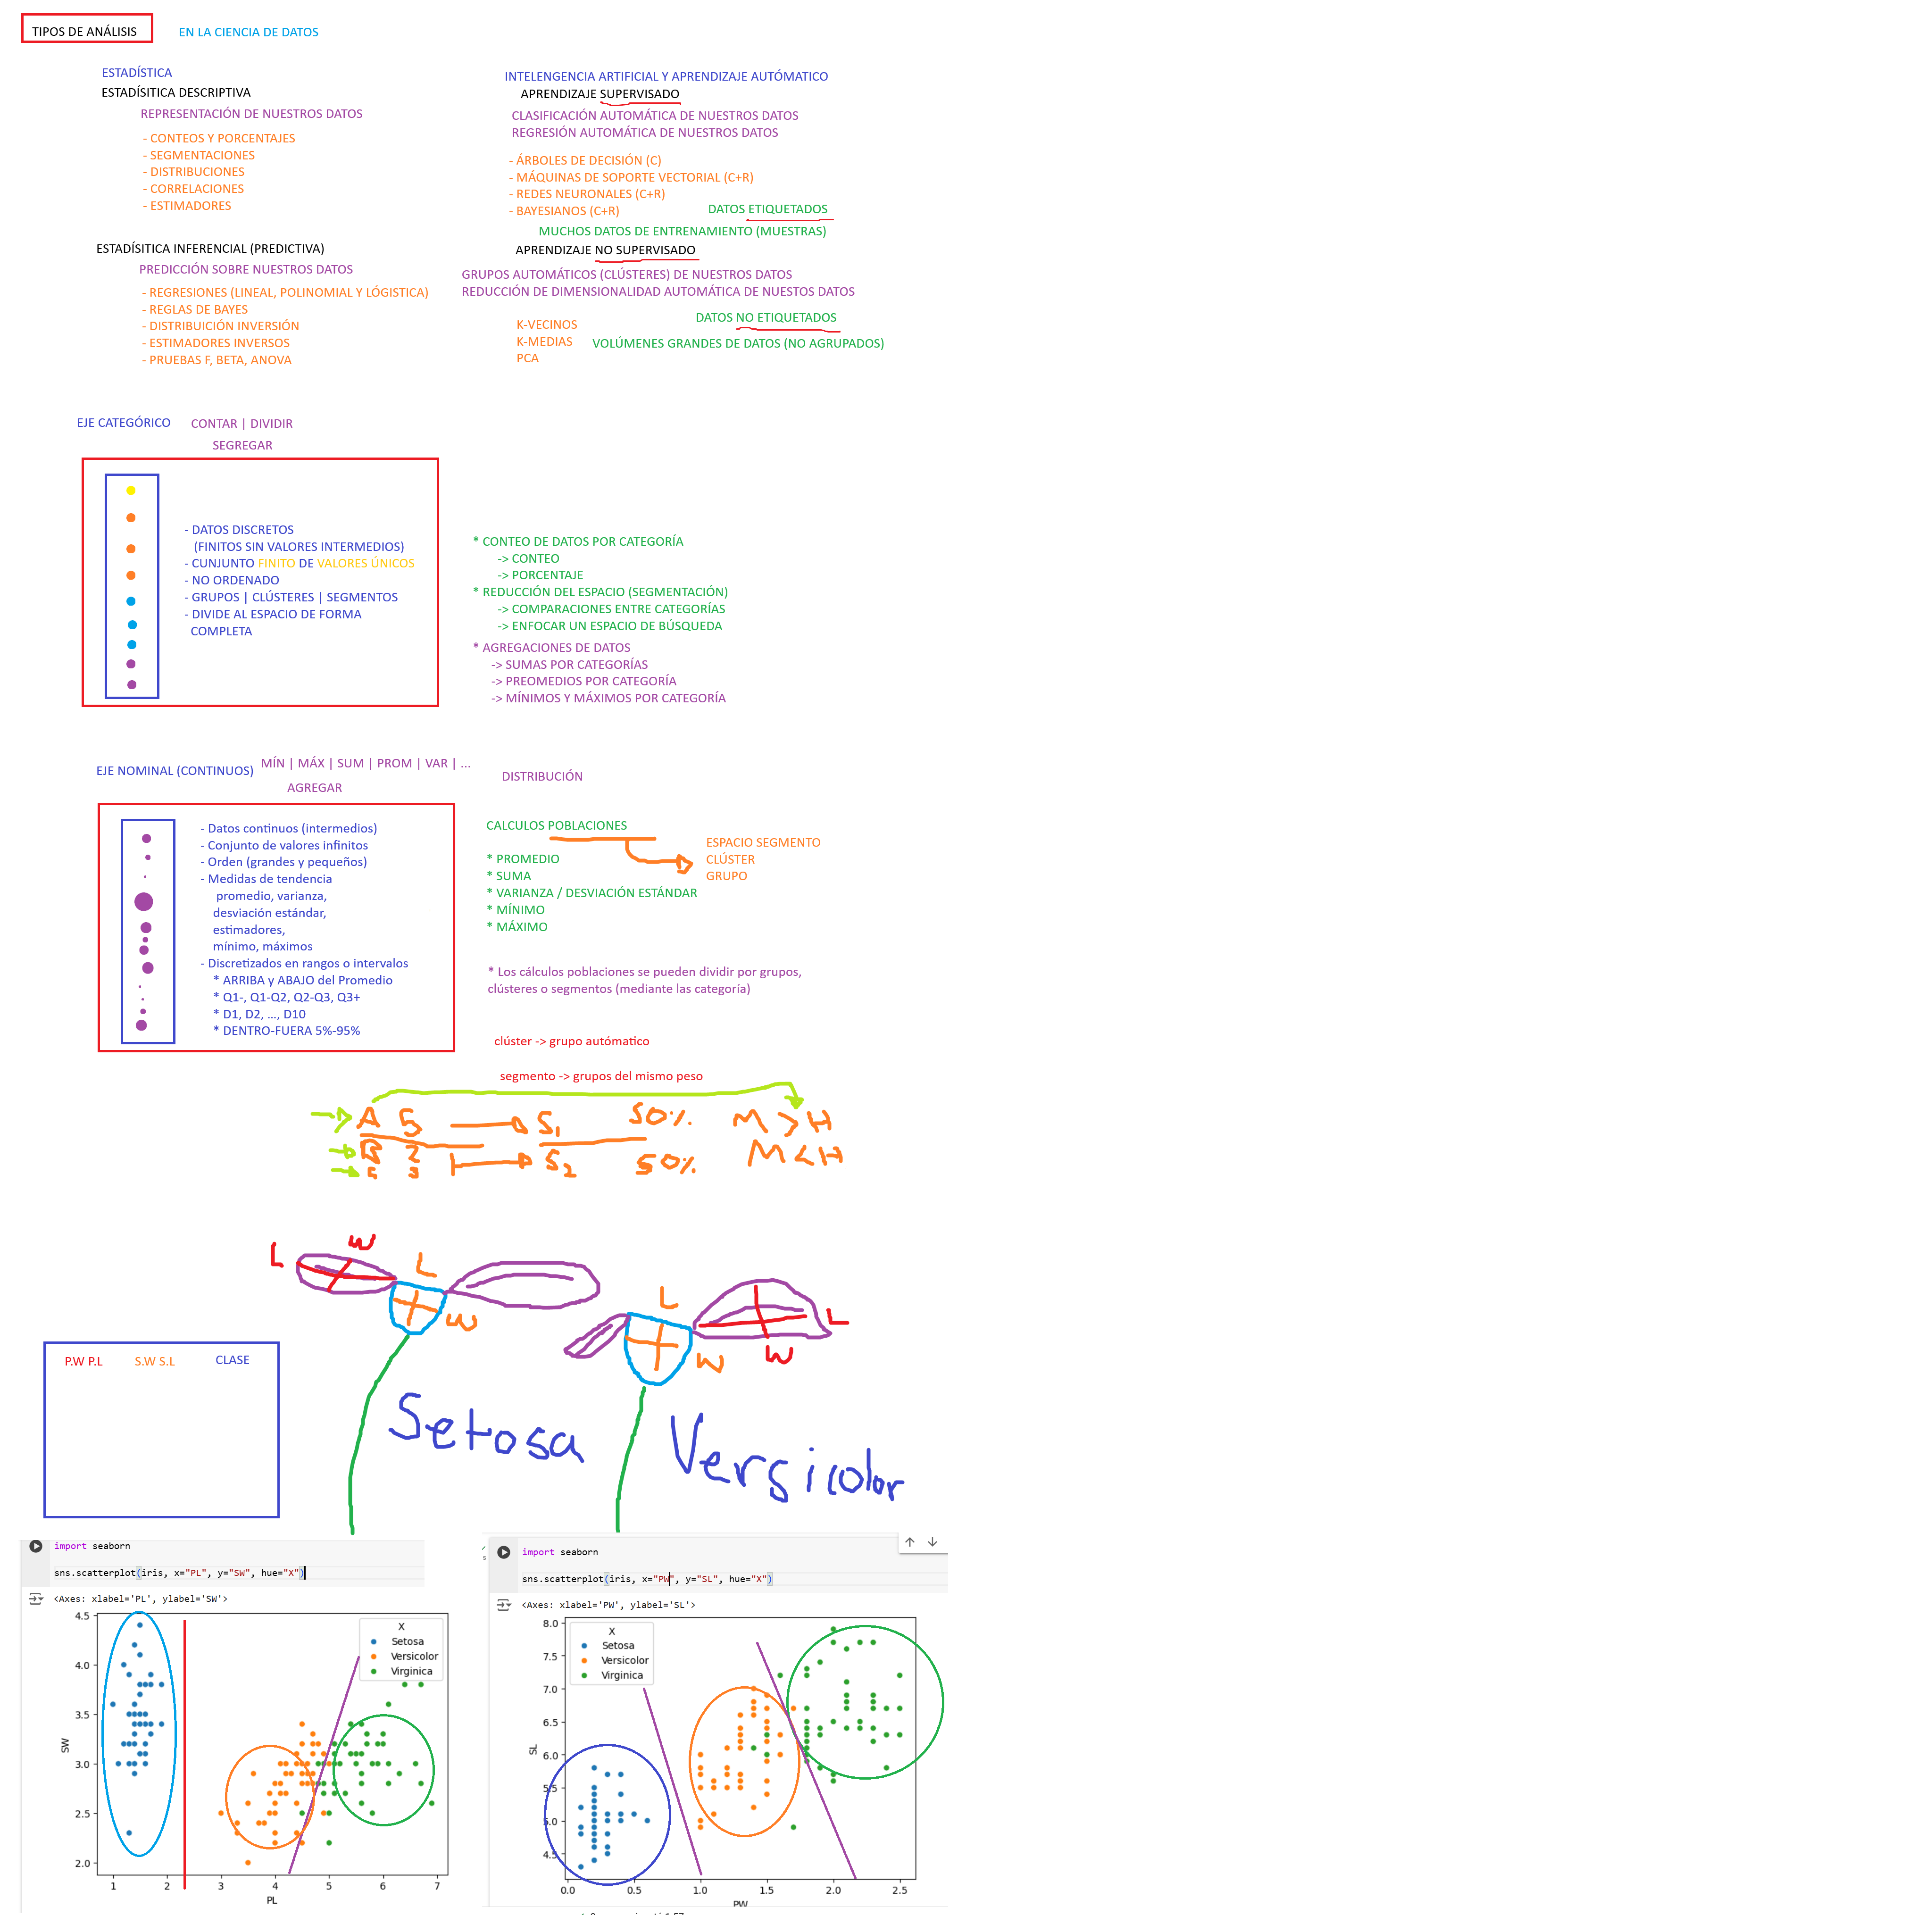 TIPOS DE ANÁLISIS
EN LA CIENCIA DE DATOS
ESTADÍSTICA
ESTADÍSITICA DESCRIPTIVA
REPRESENTACIÓN DE NUESTROS DATOS
- CONTEOS Y PORCENTAJES
- SEGMENTACIONES
- DISTRIBUCIONES
- CORRELACIONES
- ESTIMADORES
ESTADÍSITICA INFERENCIAL (PREDICTIVA)
PREDICCIÓN SOBRE NUESTROS DATOS
- REGRESIONES (LINEAL, POLINOMIAL Y LÓGISTICA)
- REGLAS DE BAYES
- DISTRIBUICIÓN INVERSIÓN
- ESTIMADORES INVERSOS
- PRUEBAS F, BETA, ANOVA
INTELENGENCIA ARTIFICIAL Y APRENDIZAJE AUTÓMATICO
APRENDIZAJE SUPERVISADO
CLASIFICACIÓN AUTOMÁTICA DE NUESTROS DATOS
REGRESIÓN AUTOMÁTICA DE NUESTROS DATOS
- ÁRBOLES DE DECISIÓN (C)
- MÁQUINAS DE SOPORTE VECTORIAL (C+R)
- REDES NEURONALES (C+R)
- BAYESIANOS (C+R)
DATOS ETIQUETADOS
MUCHOS DATOS DE ENTRENAMIENTO (MUESTRAS)
APRENDIZAJE NO SUPERVISADO
GRUPOS AUTOMÁTICOS (CLÚSTERES) DE NUESTROS DATOS
REDUCCIÓN DE DIMENSIONALIDAD AUTOMÁTICA DE NUESTOS DATOS
DATOS NO ETIQUETADOS
K-VECINOS
K-MEDIAS
PCA
VOLÚMENES GRANDES DE DATOS (NO AGRUPADOS)
EJE CATEGÓRICO
CONTAR | DIVIDIR
SEGREGAR
- DATOS DISCRETOS
(FINITOS SIN VALORES INTERMEDIOS)
- CUNJUNTO FINITO DE VALORES ÚNICOS
- NO ORDENADO
- GRUPOS | CLÚSTERES | SEGMENTOS
- DIVIDE AL ESPACIO DE FORMA
COMPLETA
* CONTEO DE DATOS POR CATEGORÍA
-> CONTEO
-> PORCENTAJE
* REDUCCIÓN DEL ESPACIO (SEGMENTACIÓN)
-> COMPARACIONES ENTRE CATEGORÍAS
-> ENFOCAR UN ESPACIO DE BÚSQUEDA
* AGREGACIONES DE DATOS
-> SUMAS POR CATEGORÍAS
-> PREOMEDIOS POR CATEGORÍA
-> MÍNIMOS Y MÁXIMOS POR CATEGORÍA
EJE NOMINAL (CONTINUOS)
MÍN | MÁX | SUM | PROM | VAR | ...
AGREGAR
DISTRIBUCIÓN
- Datos continuos (intermedios)
- Conjunto de valores infinitos
- Orden (grandes y pequeños)
- Medidas de tendencia
promedio, varianza,
desviación estándar,
estimadores,
mínimo, máximos
- Discretizados en rangos o intervalos
* ARRIBA y ABAJO del Promedio
* Q1-, Q1-Q2, Q2-Q3, Q3+
* D1, D2, ..., D10
* DENTRO-FUERA 5%-95%
CALCULOS POBLACIONES
* PROMEDIO
* SUMA
* VARIANZA / DESVIACIÓN ESTÁNDAR
* MÍNIMO
* MÁXIMO
ESPACIO SEGMENTO
CLÚSTER
GRUPO
* Los cálculos poblaciones se pueden dividir por grupos,
clústeres o segmentos (mediante las categoría)
clúster -> grupo autómatico
segmento -> grupos del mismo peso
A 5 S1 50% M > H
B 2 S2 50% M < H
3
L W L W
L W L W
P.W P.L S.W S.L CLASE
Setosa
Versicolor
import seaborn
sns.scatterplot(iris, x="PL", y="SW", hue="X")
<Axes: xlabel='PL', ylabel='SW'>
X
Setosa
Versicolor
Virginica
4.5
4.0
3.5
3.0
2.5
2.0
SW
1 2 3 4 5 6 7
PL
import seaborn
sns.scatterplot(iris, x="PW", y="SL", hue="X")
<Axes: xlabel='PW', ylabel='SL'>
X
Setosa
Versicolor
Virginica
8.0
7.5
7.0
6.5
6.0
5.5
5.0
4.5
SL
0.0 0.5 1.0 1.5 2.0 2.5
PW